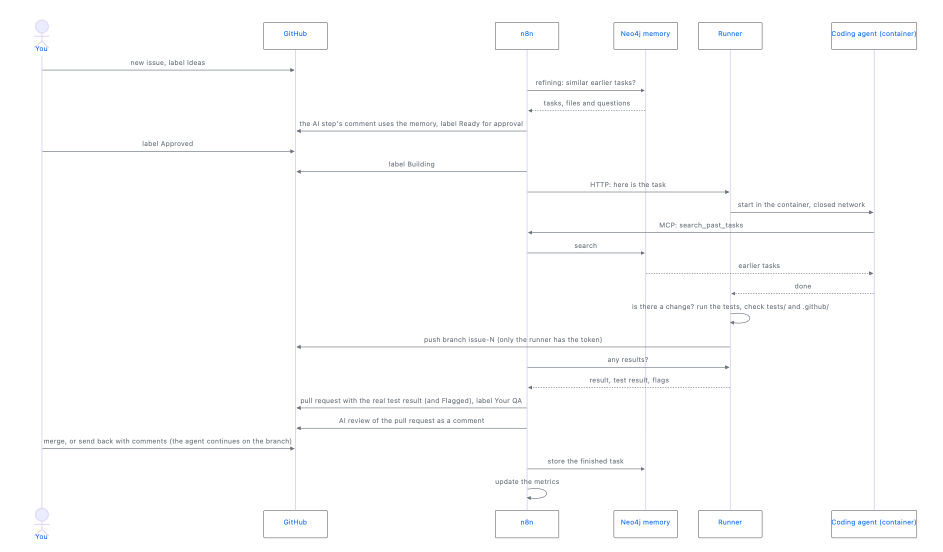 You
GitHub
n8n
Neo4j memory
Runner
Coding agent (container)
new issue, label Ideas
refining: similar earlier tasks?
tasks, files and questions
the AI step's comment uses the memory, label Ready for approval
label Approved
label Building
HTTP: here is the task
start in the container, closed network
MCP: search_past_tasks
search
earlier tasks
done
is there a change? run the tests, check tests/ and .github/
push branch issue-N (only the runner has the token)
any results?
result, test result, flags
pull request with the real test result (and Flagged), label Your QA
AI review of the pull request as a comment
merge, or send back with comments (the agent continues on the branch)
store the finished task
update the metrics
You
GitHub
n8n
Neo4j memory
Runner
Coding agent (container)